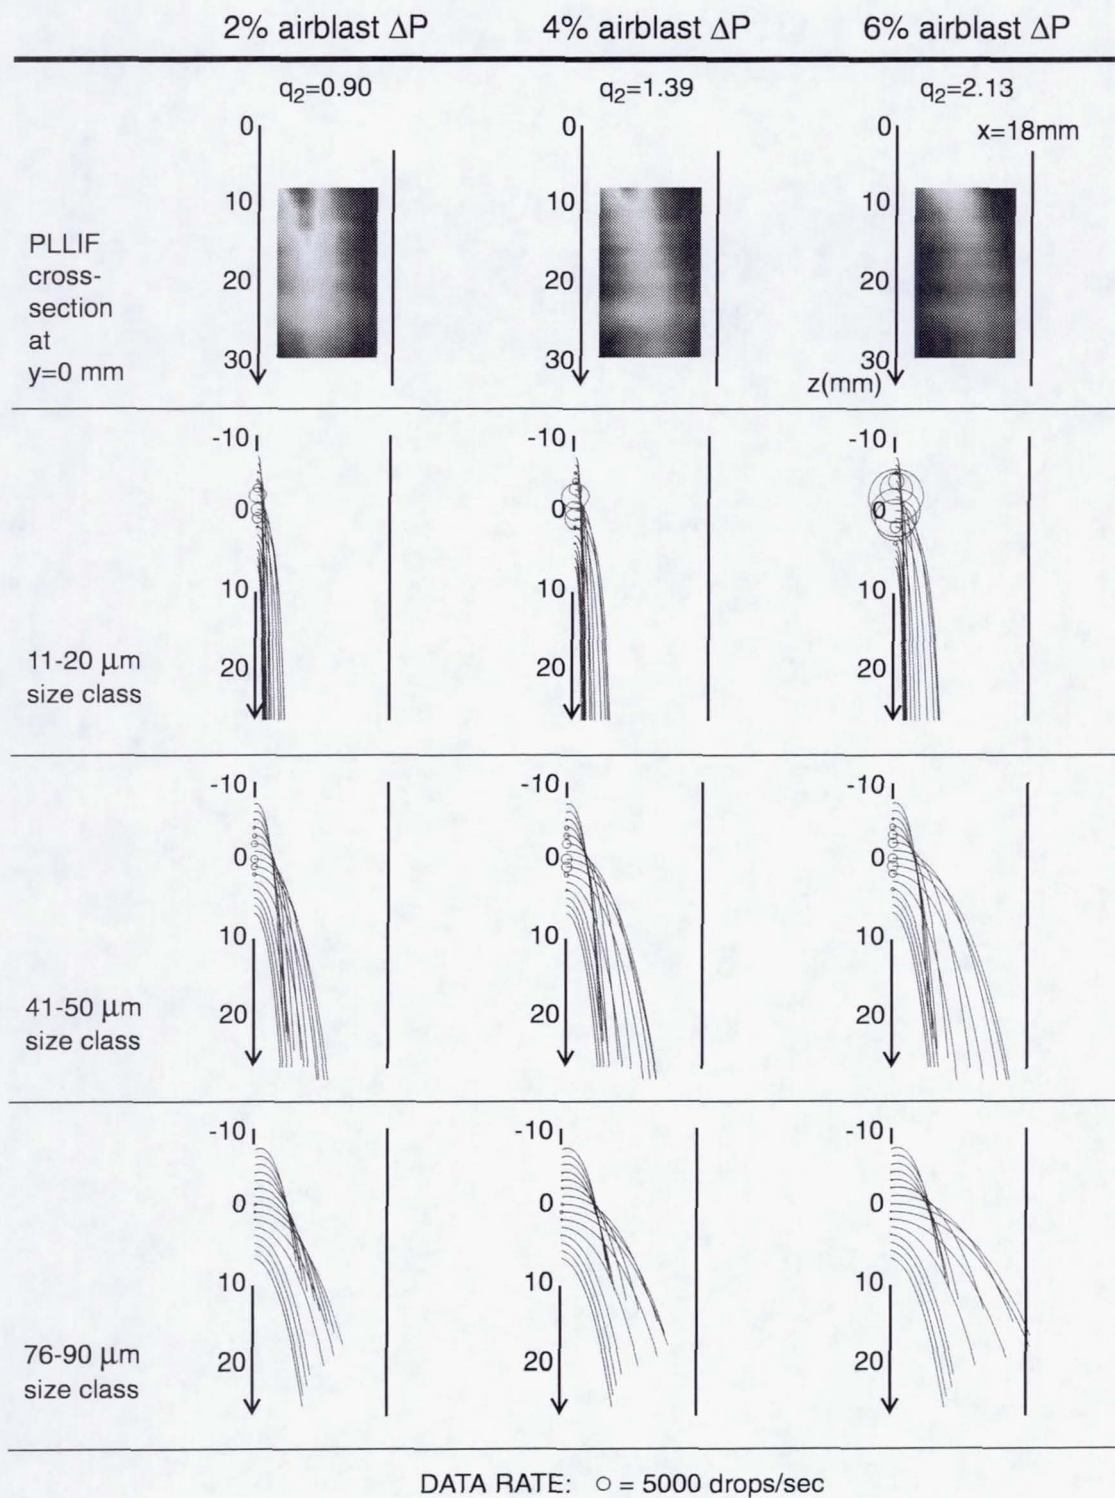 2% airblast ΔP 4% airblast ΔP 6% airblast ΔP
q2=0.90 q2=1.39 q2=2.13
0 0 0 x=18mm
10 10 10
PLLIF
cross-
section
at
y=0 mm
20 20 20
30 30 30
z(mm)
-10 -10 -10
0 0 0
10 10 10
11-20 μm
size class
20 20 20
-10 -10 -10
0 0 0
10 10 10
41-50 μm
size class
20 20 20
-10 -10 -10
0 0 0
10 10 10
76-90 μm
size class
20 20 20
DATA RATE: ○ = 5000 drops/sec